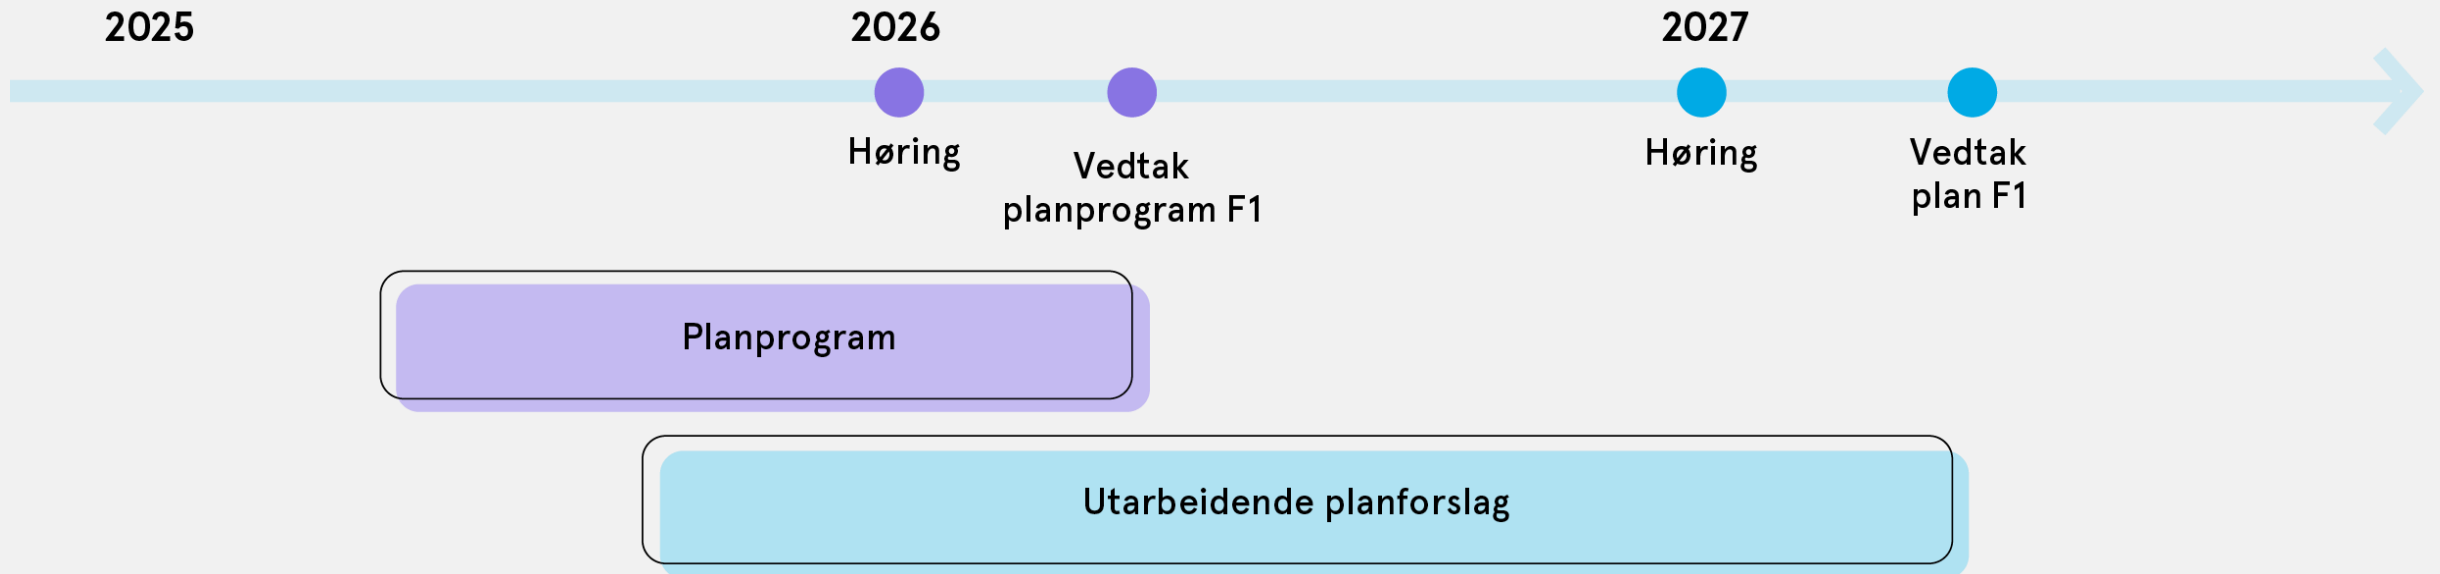 2025
2026
2027
Høring
Vedtak
planprogram F1
Høring
Vedtak
plan F1
Planprogram
Utarbeidende planforslag